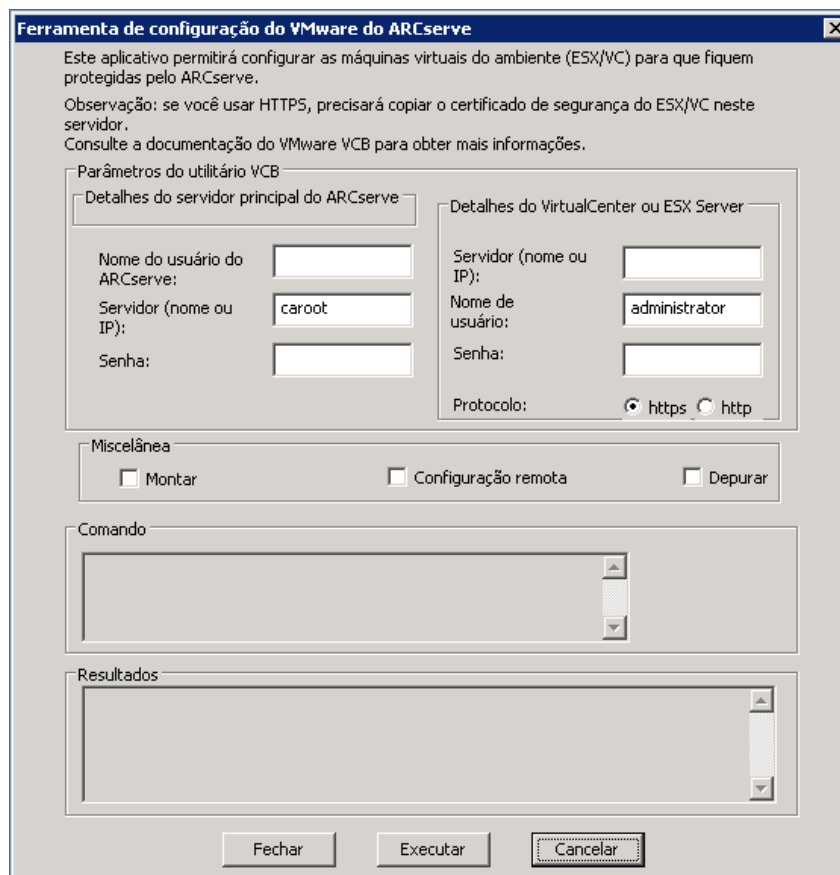 Ferramenta de configuração do VMware do ARCserve
Este aplicativo permitirá configurar as máquinas virtuais do ambiente (ESX/VC) para que fiquem
protegidas pelo ARCserve.
Observação: se você usar HTTPS, precisará copiar o certificado de segurança do ESX/VC neste
servidor.
Consulte a documentação do VMware VCB para obter mais informações.
Parâmetros do utilitário VCB
Detalhes do servidor principal do ARCserve
Nome do usuário do
ARCserve:
Servidor (nome ou
IP):
caroot
Senha:
Detalhes do VirtualCenter ou ESX Server
Servidor (nome ou
IP):
Nome de
usuário:
administrator
Senha:
Protocolo:
https
http
Miscelânea
Montar
Configuração remota
Depurar
Comando
Resultados
Fechar
Executar
Cancelar